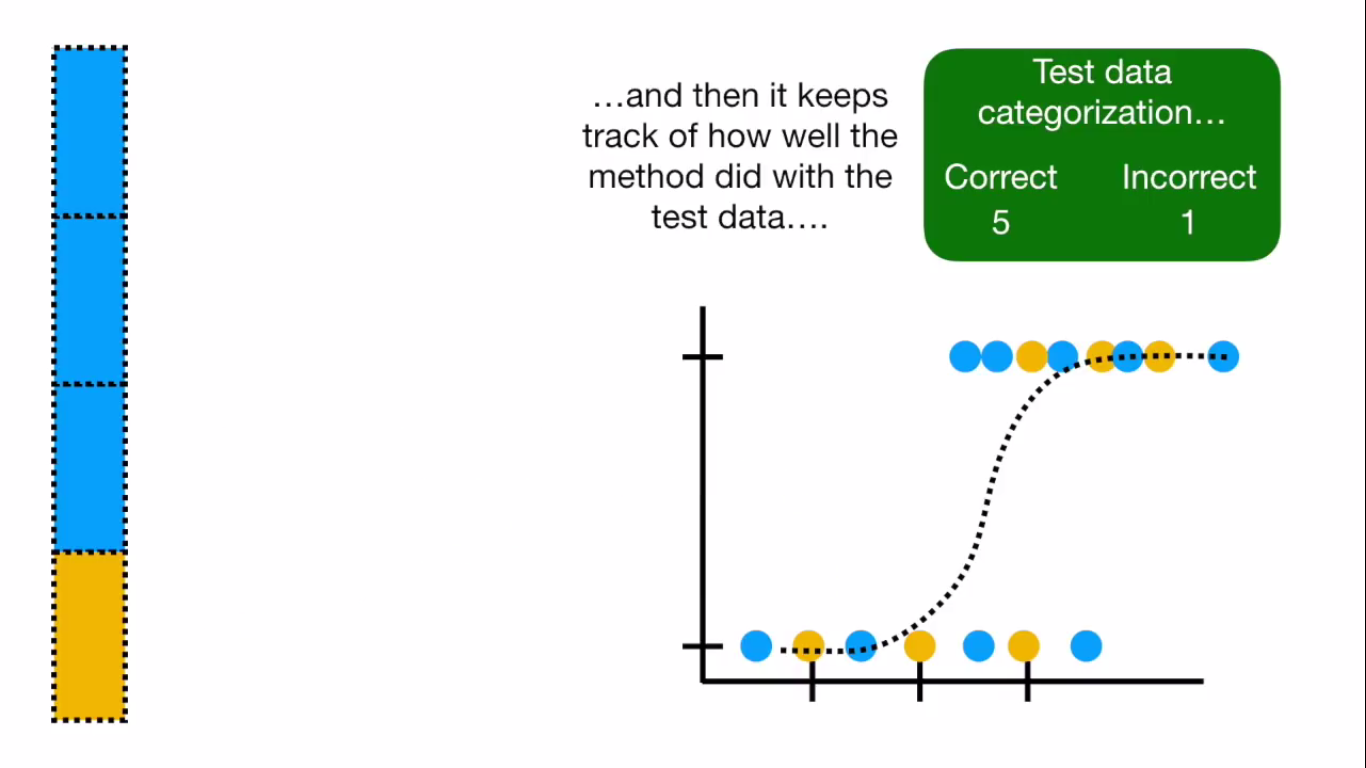 …and then it keeps
track of how well the
method did with the
test data….
Test data
categorization…
Correct Incorrect
5 1